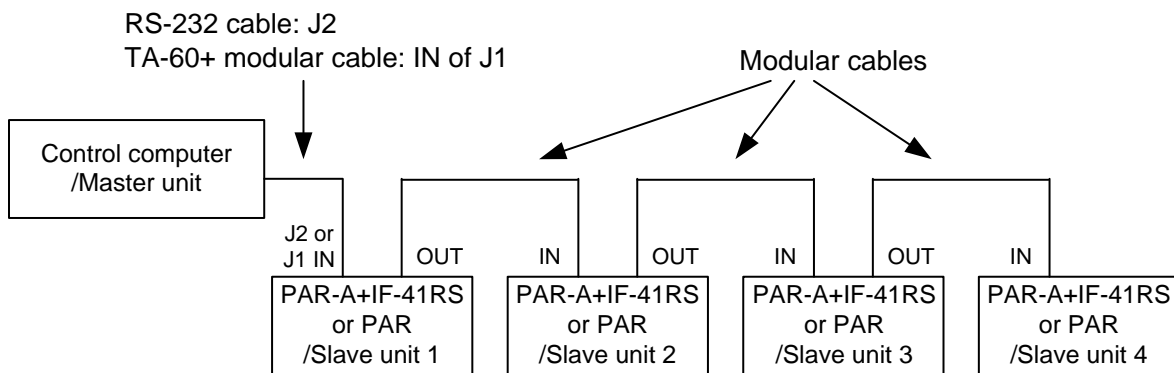 RS-232 cable: J2
TA-60+ modular cable: IN of J1
Modular cables
Control computer
/Master unit
J2 or
J1 IN
OUT
IN
OUT
IN
OUT
IN
PAR-A+IF-41RS
or PAR
/Slave unit 1
PAR-A+IF-41RS
or PAR
/Slave unit 2
PAR-A+IF-41RS
or PAR
/Slave unit 3
PAR-A+IF-41RS
or PAR
/Slave unit 4